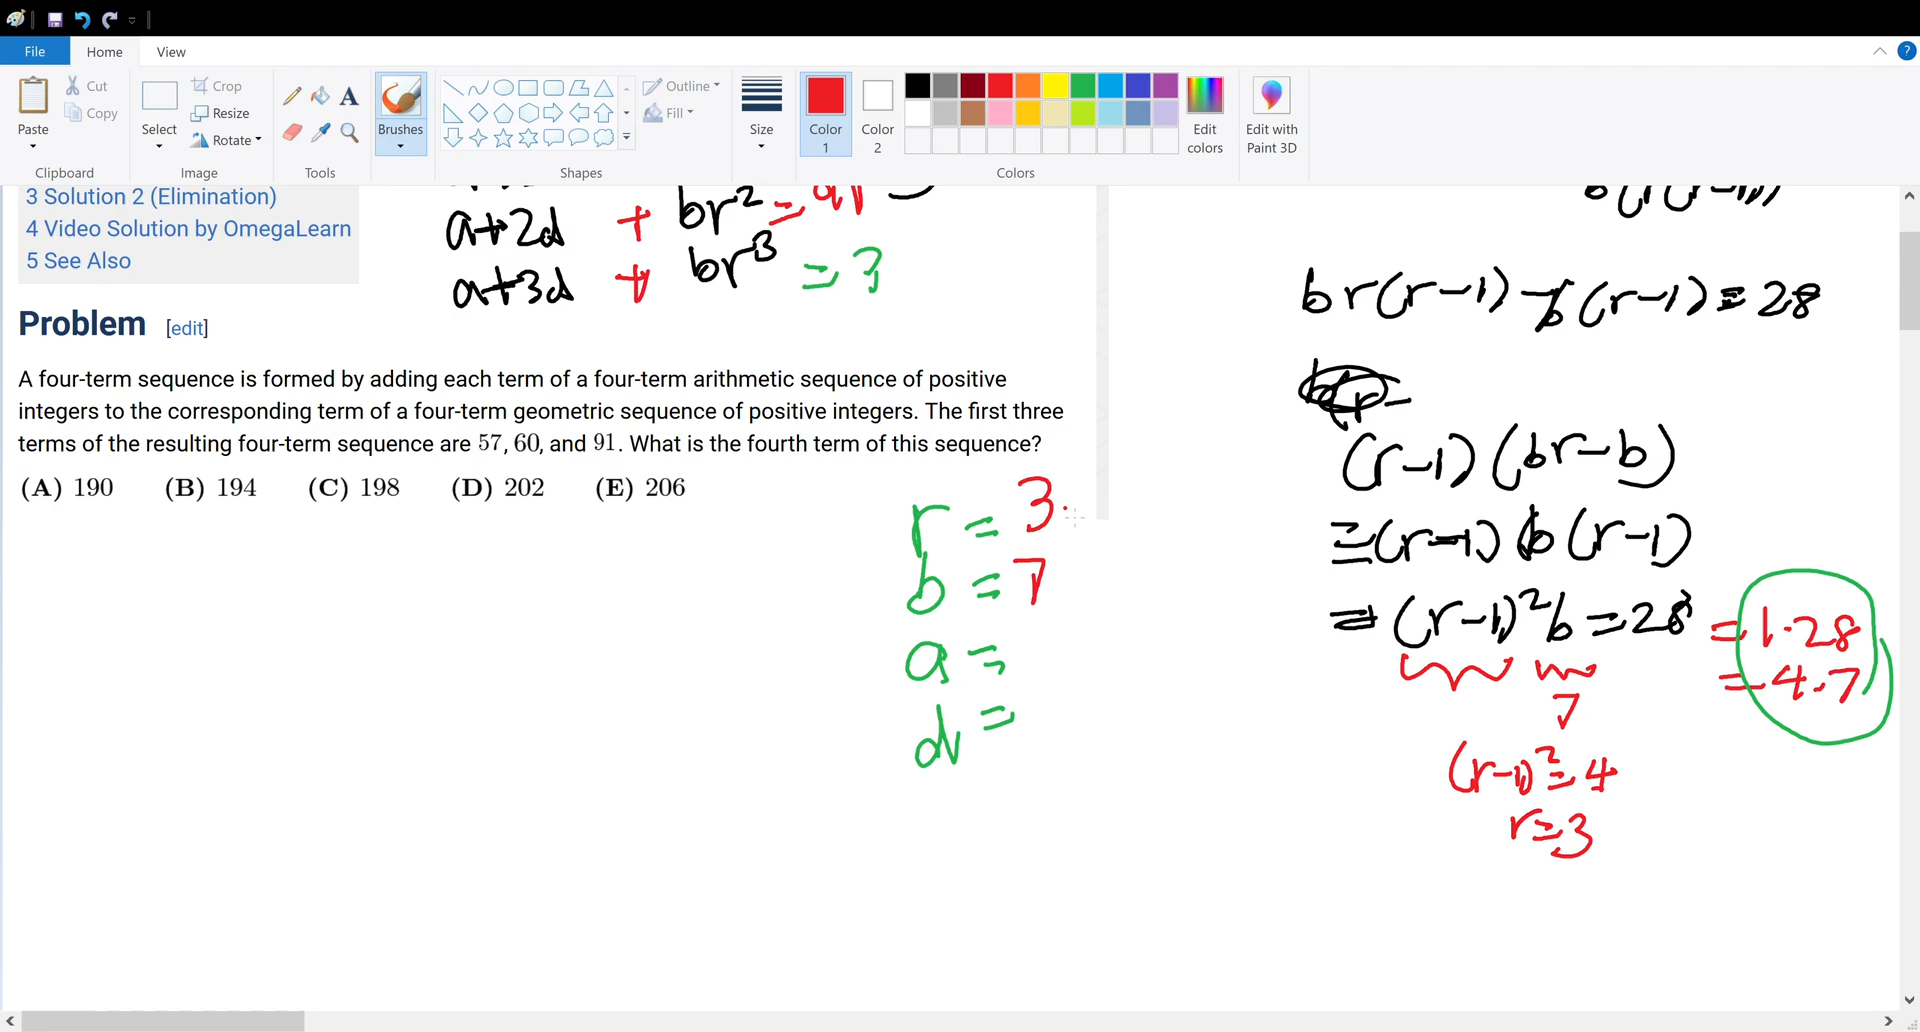 File Home View
Paste Cut Copy
Select Crop Resize Rotate
Brushes
Outline Fill
Size
Color 1
Color 2
Edit colors
Edit with Paint 3D
Clipboard Image Tools Shapes Colors
3 Solution 2 (Elimination)
4 Video Solution by OmegaLearn
5 See Also
a+2d + br² = 91
a+3d + br³ = ?
Problem [edit]
A four-term sequence is formed by adding each term of a four-term arithmetic sequence of positive
integers to the corresponding term of a four-term geometric sequence of positive integers. The first three
terms of the resulting four-term sequence are 57, 60, and 91. What is the fourth term of this sequence?
(A) 190 (B) 194 (C) 198 (D) 202 (E) 206
r = 3
b = 7
a =
d =
br(r-1) - b(r-1) = 28
(r-1)(br-b)
=(r-1) b(r-1)
= (r-1)²b = 28 = 1·28
= 4·7
7
(r-1)² = 4
r=3